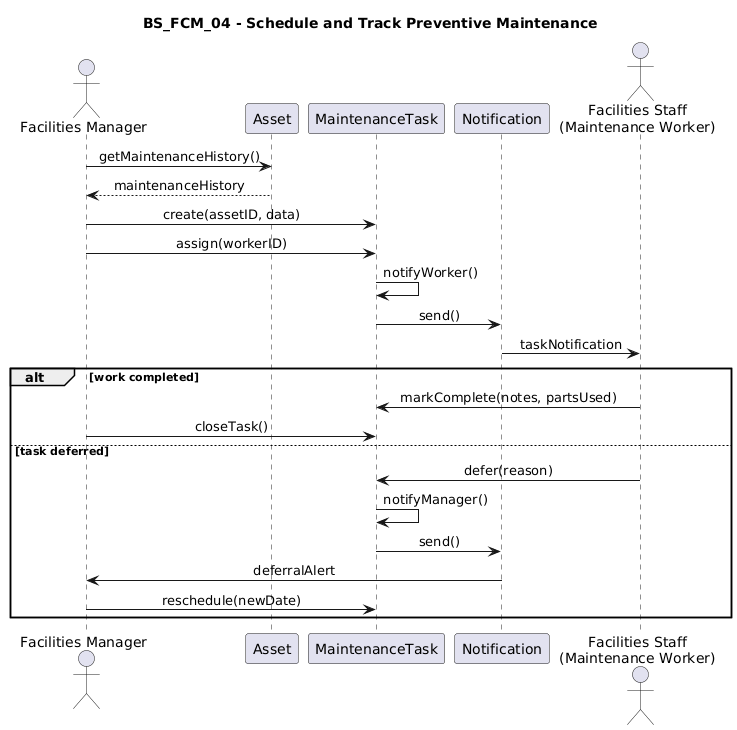 BS_FCM_04 - Schedule and Track Preventive Maintenance
Facilities Manager
Asset
MaintenanceTask
Notification
Facilities Staff
(Maintenance Worker)
getMaintenanceHistory()
maintenanceHistory
create(assetID, data)
assign(workerID)
notifyWorker()
send()
taskNotification
alt
[work completed]
markComplete(notes, partsUsed)
closeTask()
[task deferred]
defer(reason)
notifyManager()
send()
deferralAlert
reschedule(newDate)
Facilities Manager
Asset
MaintenanceTask
Notification
Facilities Staff
(Maintenance Worker)